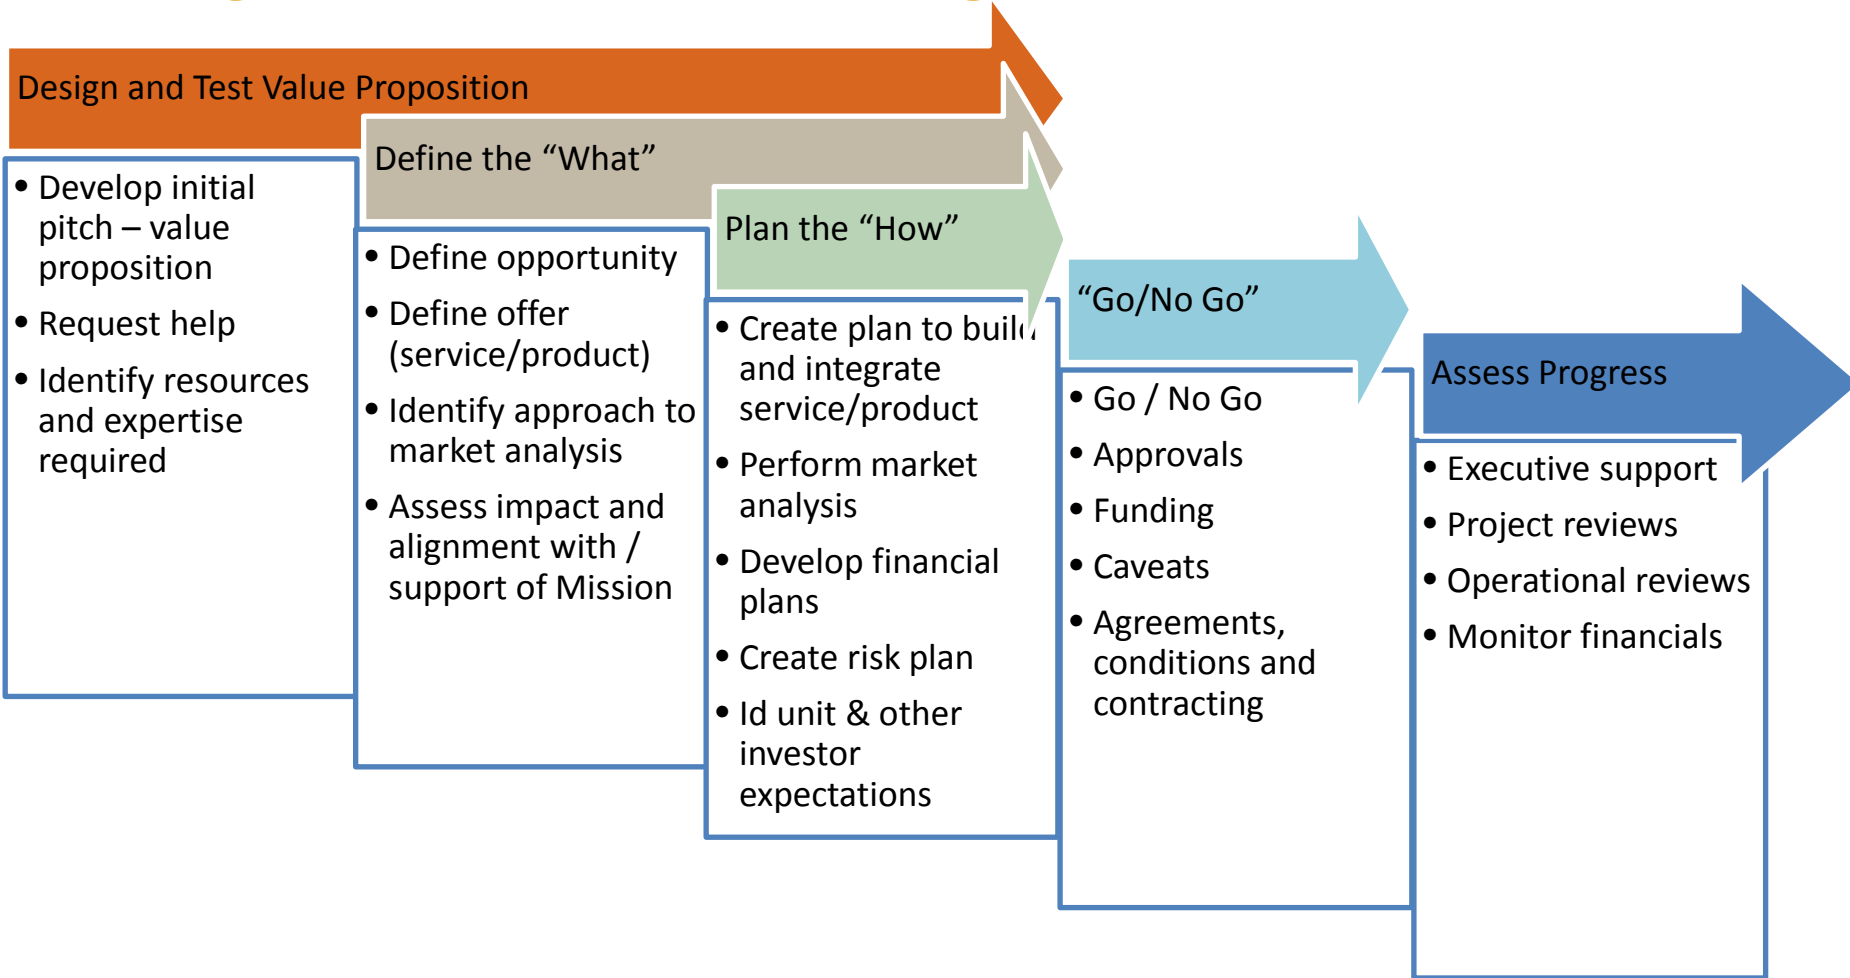 Design and Test Value Proposition
• Develop initial
pitch – value
proposition
• Request help
• Identify resources
and expertise
required
Define the “What”
• Define opportunity
• Define offer
(service/product)
• Identify approach to
market analysis
• Assess impact and
alignment with /
support of Mission
Plan the “How”
• Create plan to build
and integrate
service/product
• Perform market
analysis
• Develop financial
plans
• Create risk plan
• Id unit & other
investor
expectations
“Go/No Go”
• Go / No Go
• Approvals
• Funding
• Caveats
• Agreements,
conditions and
contracting
Assess Progress
• Executive support
• Project reviews
• Operational reviews
• Monitor financials